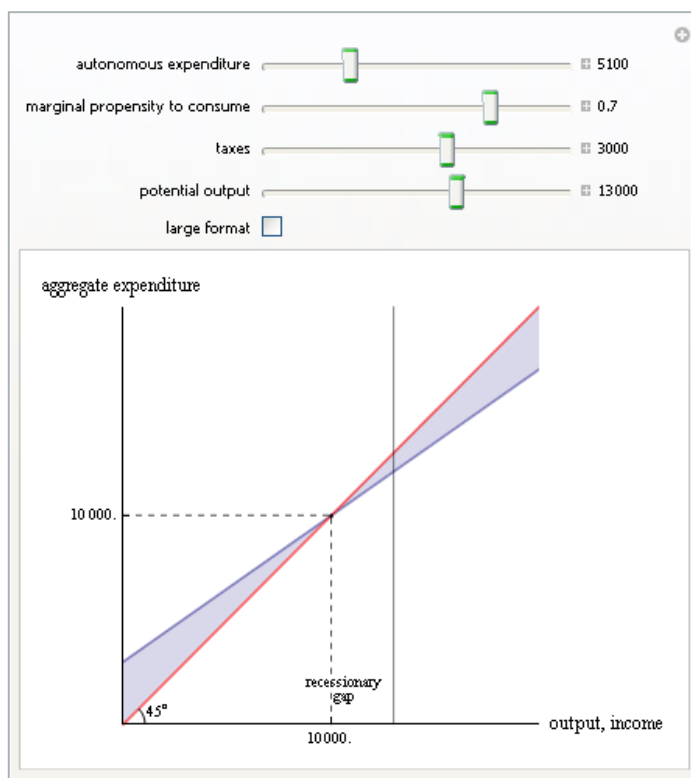 autonomous expenditure 5100
marginal propensity to consume 0.7
taxes 3000
potential output 13000
large format
aggregate expenditure
10000.
recessionary
gap
45°
output, income
10000.